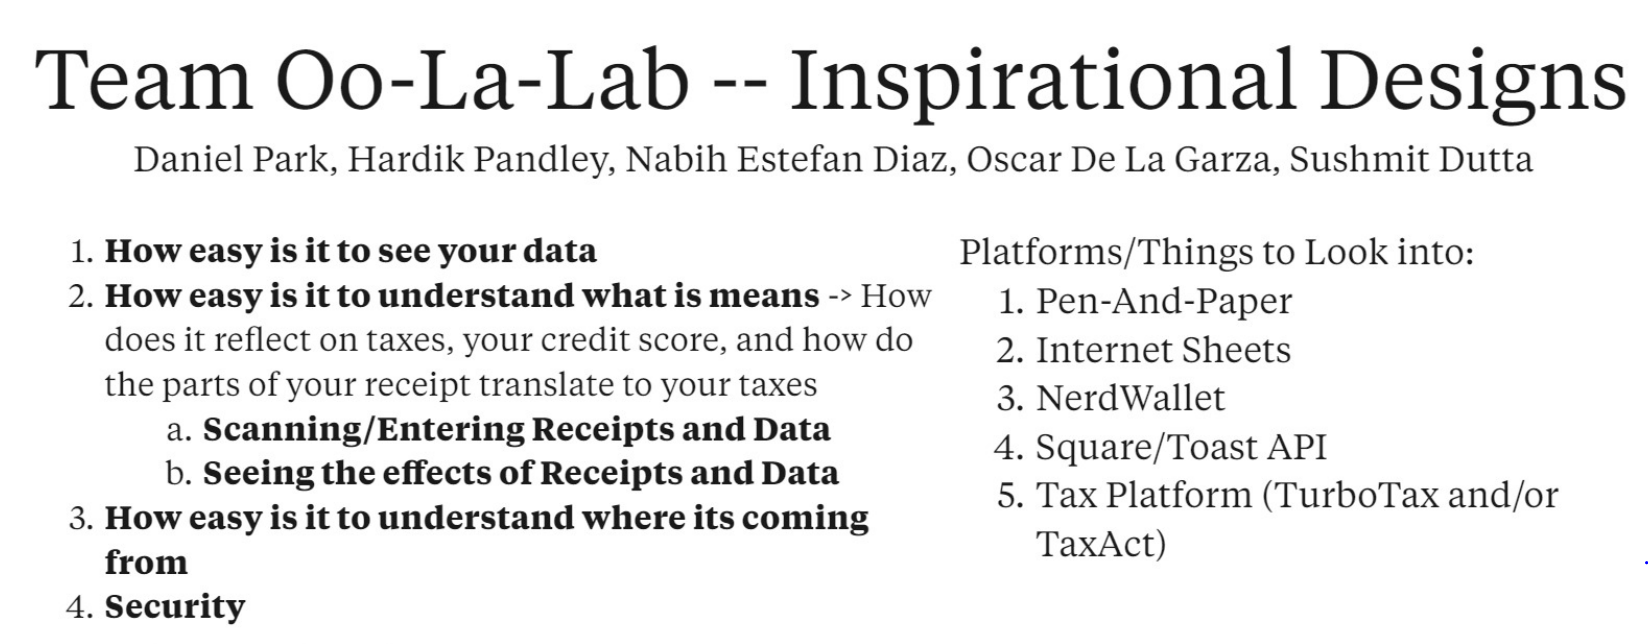 Team Oo-La-Lab -- Inspirational Designs
Daniel Park, Hardik Pandley, Nabih Estefan Diaz, Oscar De La Garza, Sushmit Dutta
1. How easy is it to see your data
2. How easy is it to understand what is means -> How
does it reflect on taxes, your credit score, and how do
the parts of your receipt translate to your taxes
a. Scanning/Entering Receipts and Data
b. Seeing the effects of Receipts and Data
3. How easy is it to understand where its coming
from
4. Security
Platforms/Things to Look into:
1. Pen-And-Paper
2. Internet Sheets
3. NerdWallet
4. Square/Toast API
5. Tax Platform (TurboTax and/or
TaxAct)